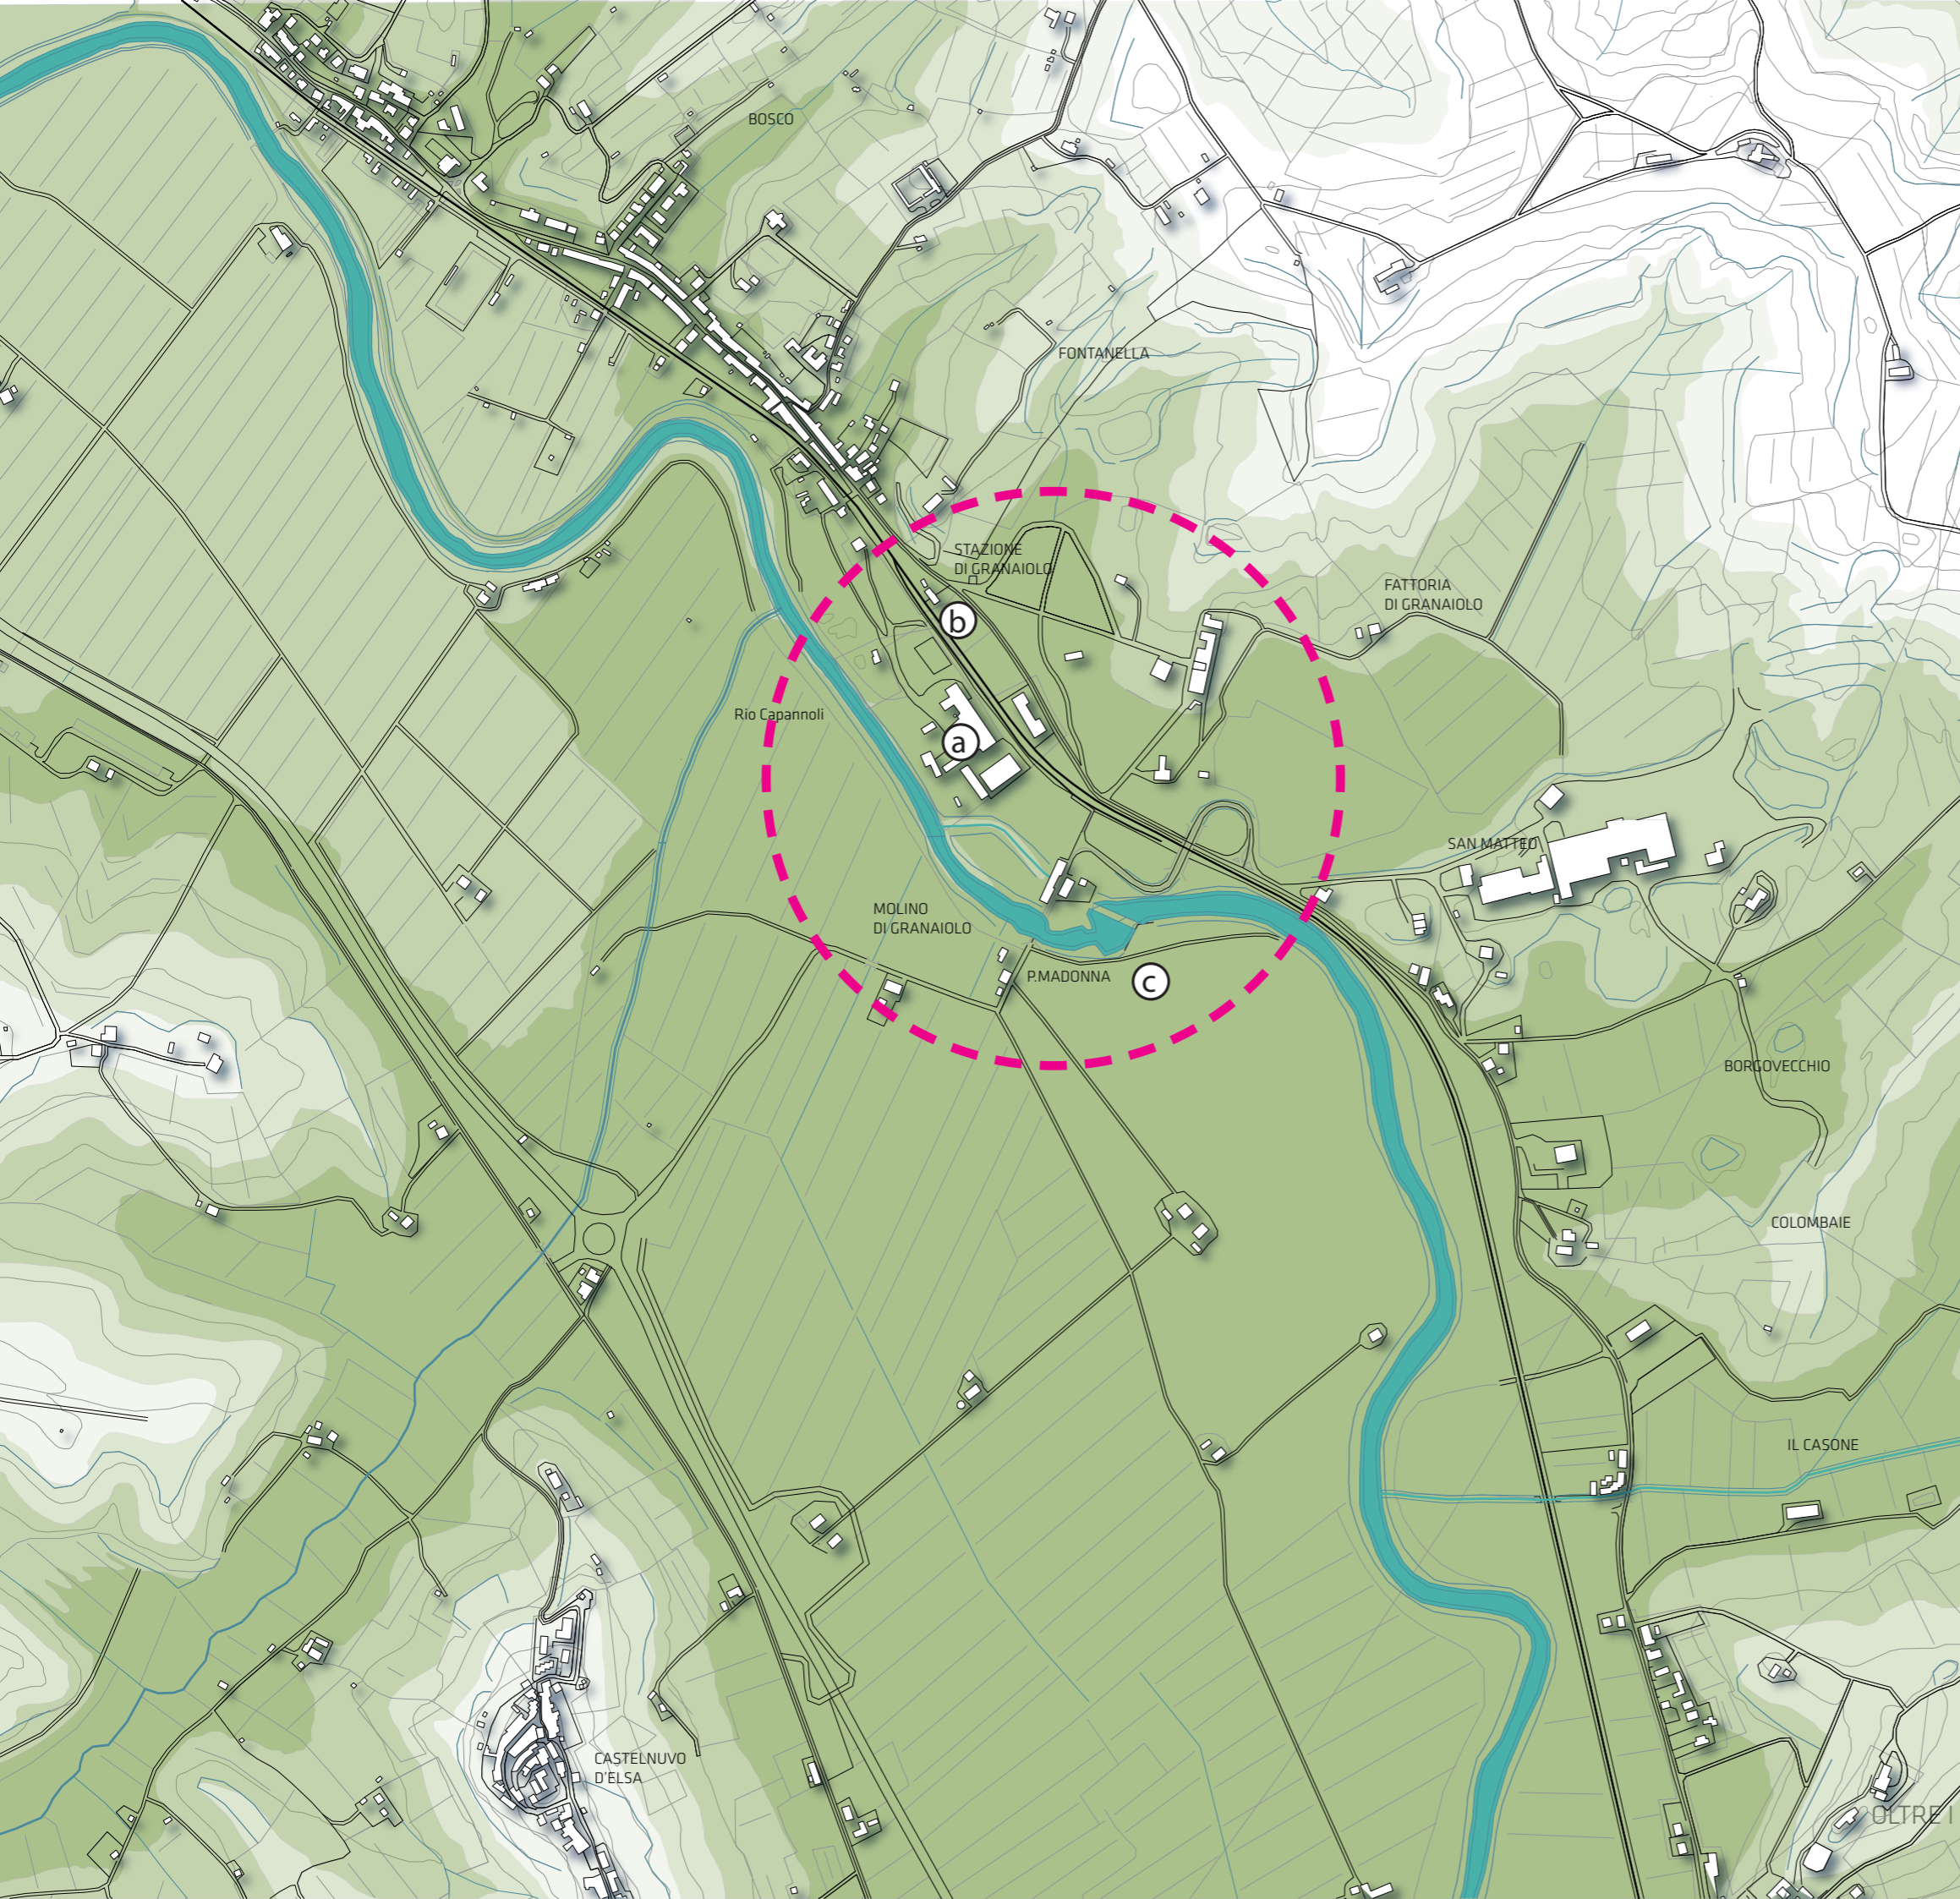 BOSCO
FONTANELLA
STAZIONE
DI GRANAIOLO
FATTORIA
DI GRANAIOLO
b
Rio Capannoli
a
SAN MATTEO
MOLINO
DI GRANAIOLO
P.MADONNA
c
BORGOVECCHIO
COLOMBAIE
IL CASONE
CASTELNUVO
D'ELSA
OLTRE I